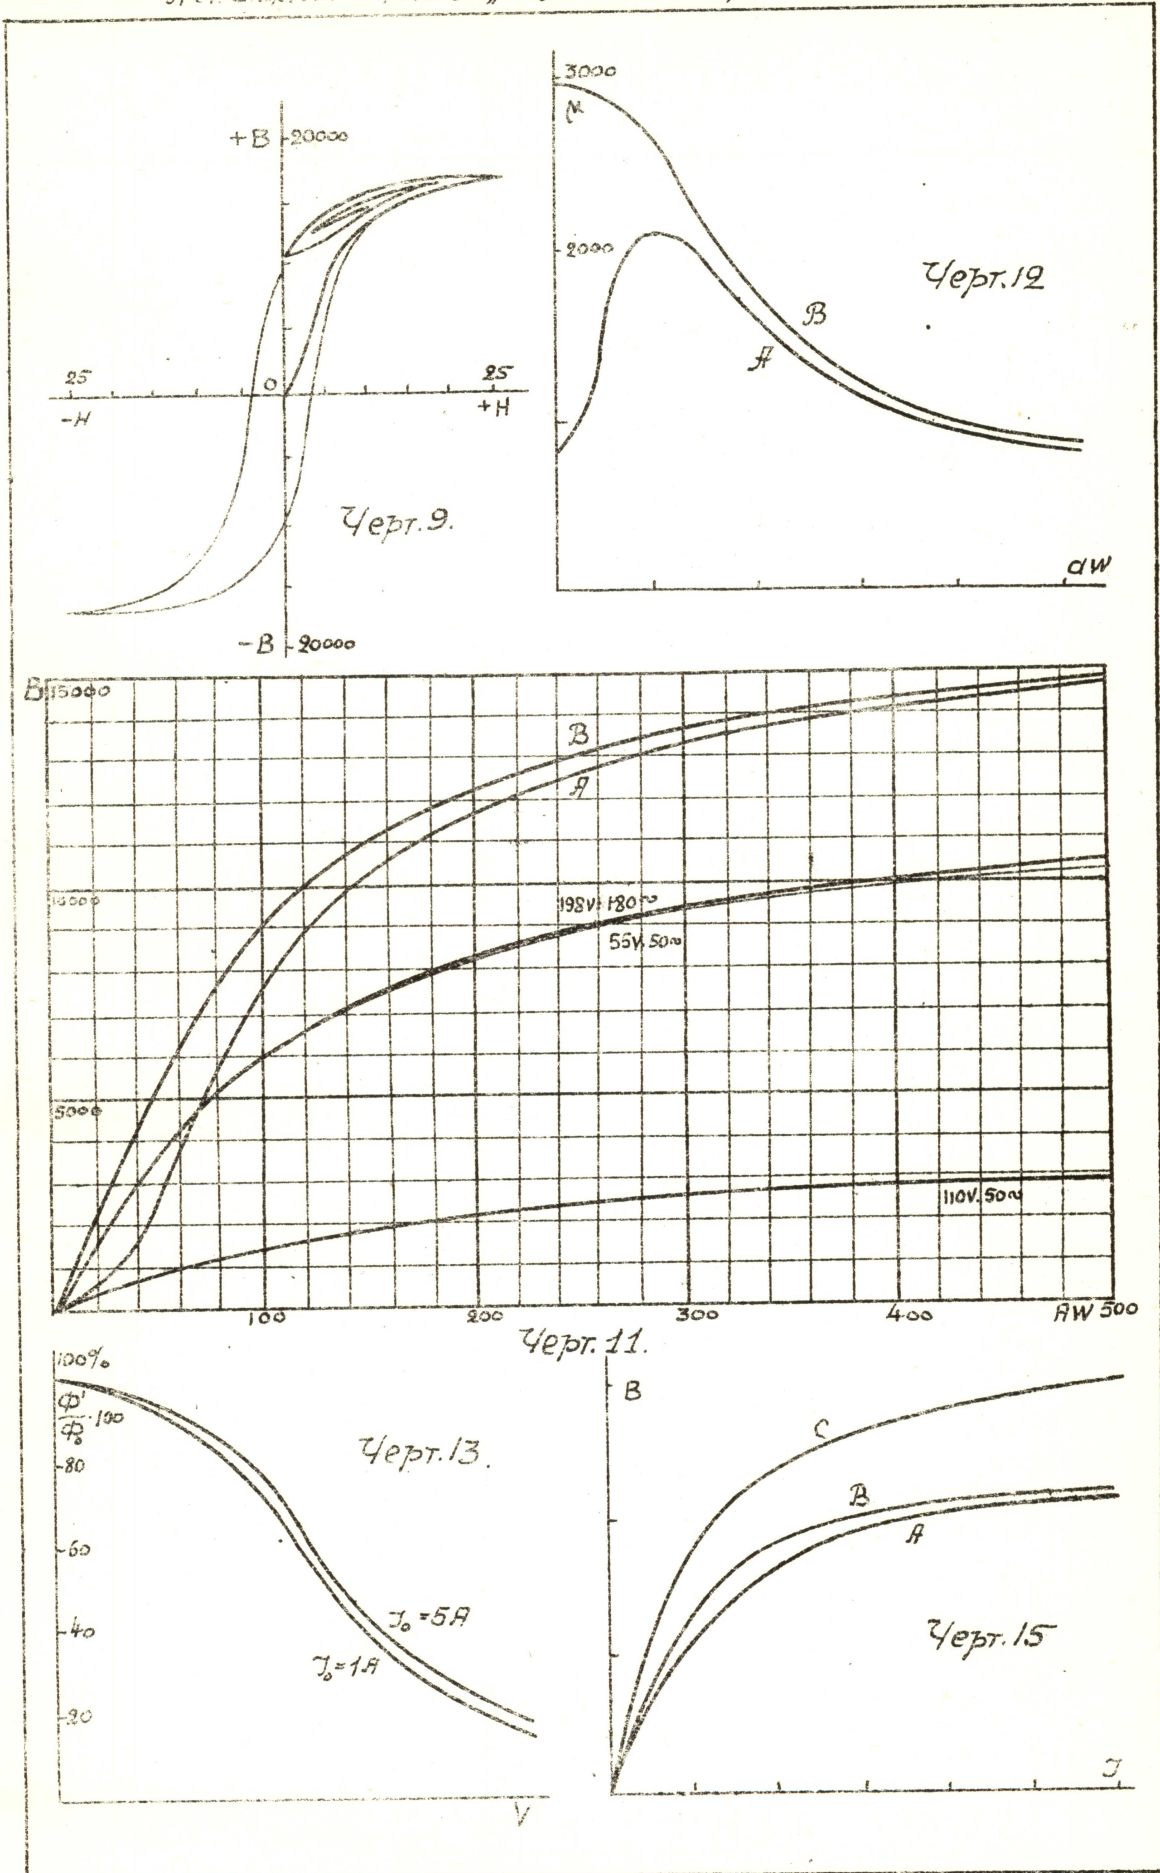 +B 20000
25
O
25
-H
+H
Черт. 9.
-B 20000
3000
μ
2000
Черт. 12
B
A
aw
B 15000
B
A
10000
198V. 180~
55V. 50~
5000
110V. 50~
100
200
300
400
AW 500
Черт. 11.
100%
Ф'/Ф₀ · 100
80
60
40
20
Черт. 13.
J₀=5A
J₀=1A
V
B
C
B
A
Черт. 15
J